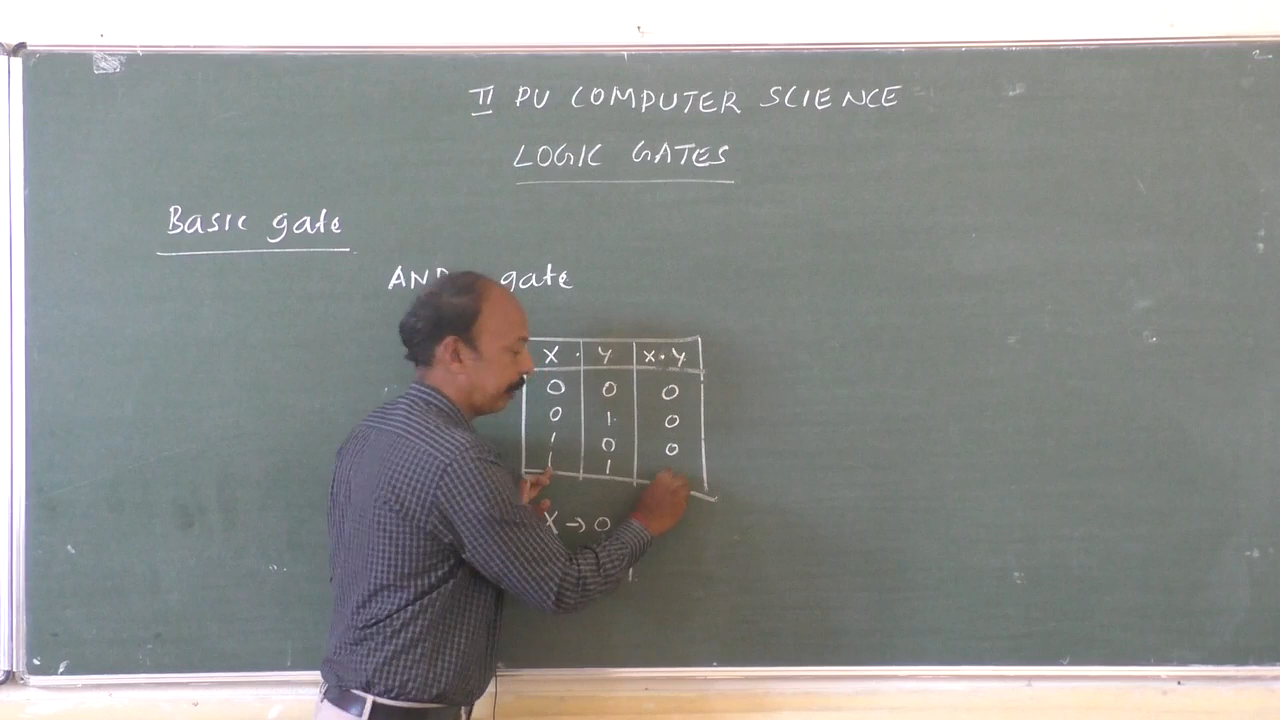 II PU COMPUTER SCIENCE
LOGIC GATES
Basic gate
AND gate
X . Y X.Y
0 0 0
0 1 0
1 0 0
1 1
X → 0